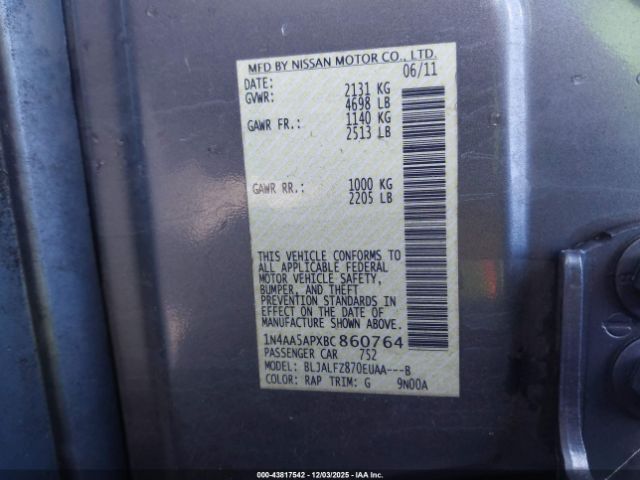 MFD BY NISSAN MOTOR CO., LTD.
DATE: 06/11
GVWR: 2131 KG
4698 LB
GAWR FR.: 1140 KG
2513 LB
GAWR RR.: 1000 KG
2205 LB
THIS VEHICLE CONFORMS TO
ALL APPLICABLE FEDERAL
MOTOR VEHICLE SAFETY,
BUMPER, AND THEFT
PREVENTION STANDARDS IN
EFFECT ON THE DATE OF
MANUFACTURE SHOWN ABOVE.
1N4AA5APXBC860764
PASSENGER CAR 7S2
MODEL: BLJALFZ870EUAA---B
COLOR: RAP TRIM: G 9N00A
000-43817542 - 12/03/2025 - IAA Inc.